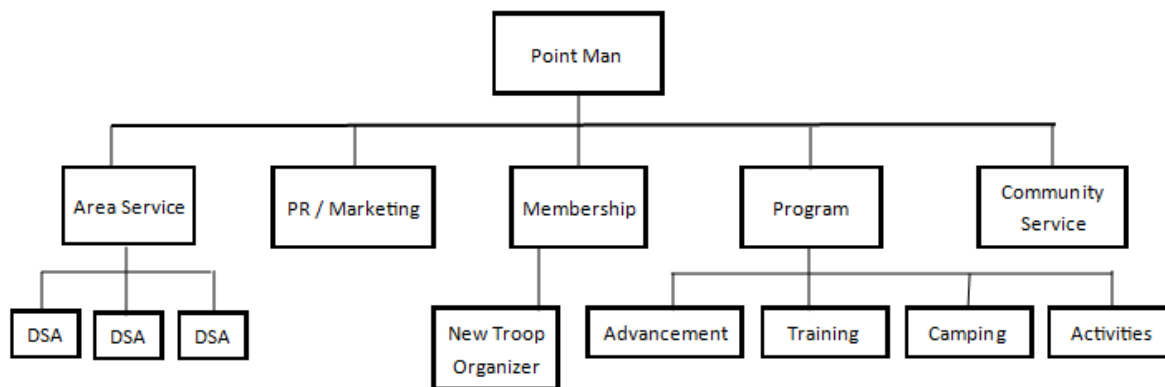 Point Man
Area Service
PR / Marketing
Membership
Program
Community
Service
DSA
DSA
DSA
New Troop
Organizer
Advancement
Training
Camping
Activities